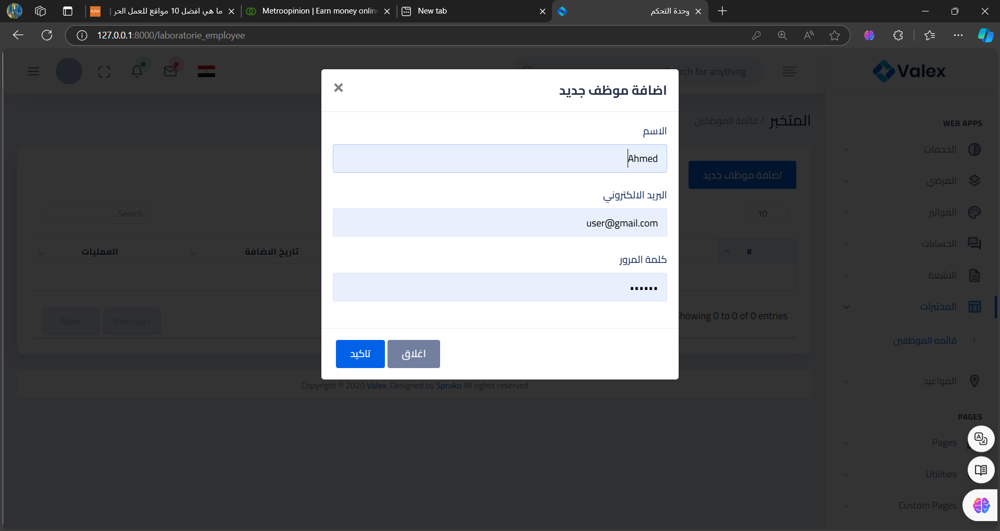 ما هي افضل 10 مواقع للعمل الحر |
Metroopinion | Earn money online
New tab
وحدة التحكم
127.0.0.1:8000/laboratorie_employee
Valex
rch for anything
اضافة موظف جديد
×
المتخبر / قائمة الموظفين
WEB APPS
الخدمات
المرضي
الفواتير
الحسابات
الاشعة
المختبرات
قائمه الموظفين
المواعيد
PAGES
Pages
Utilities
Custom Pages
الاسم
Ahmed
البريد الالكتروني
user@gmail.com
كلمة المرور
••••••
اغلاق
تاكيد
اضافة موظف جديد
10
Search...
#
تاريخ الاضافة
العمليات
howing 0 to 0 of 0 entries
Previous
Next
Copyright © 2020 Valex. Designed by Spruko All rights reserved.